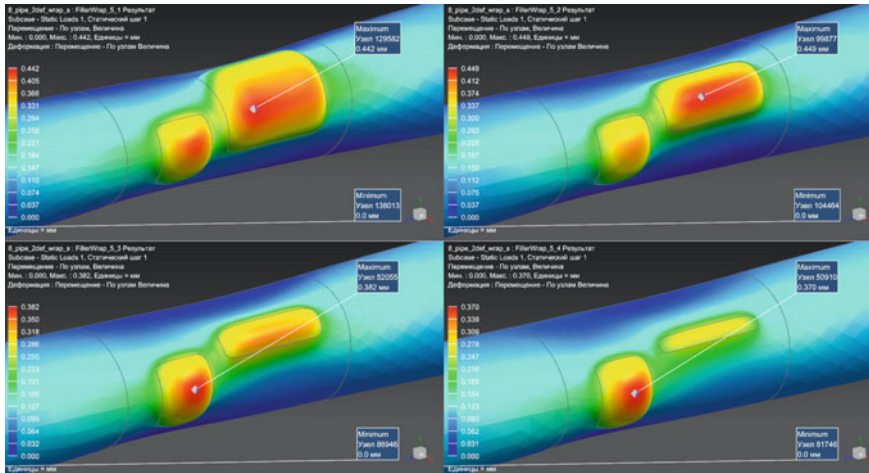 8_pipe_2def_wrap_s : FillerWrap_5_1 Результат
Subcase - Static Loads 1, Статический шаг 1
Перемещение - По узлам, Величина
Мин. : 0.000, Макс. : 0.442, Единицы = мм
Деформация : Перемещение - По узлам Величина
Maximum
Узел 129582
0.442 мм
0.442
0.405
0.368
0.331
0.294
0.258
0.221
0.184
0.147
0.110
0.074
0.037
0.000
Единицы = мм
Minimum
Узел 138013
0.0 мм
8_pipe_2def_wrap_s : FillerWrap_5_2 Результат
Subcase - Static Loads 1, Статический шаг 1
Перемещение - По узлам, Величина
Мин. : 0.000, Макс. : 0.449, Единицы = мм
Деформация : Перемещение - По узлам Величина
Maximum
Узел 99877
0.449 мм
0.449
0.412
0.374
0.337
0.300
0.262
0.225
0.187
0.150
0.112
0.075
0.037
0.000
Единицы = мм
Minimum
Узел 104464
0.0 мм
8_pipe_2def_wrap_s : FillerWrap_5_3 Результат
Subcase - Static Loads 1, Статический шаг 1
Перемещение - По узлам, Величина
Мин. : 0.000, Макс. : 0.382, Единицы = мм
Деформация : Перемещение - По узлам Величина
Maximum
Узел 52055
0.382 мм
0.382
0.350
0.318
0.286
0.255
0.223
0.191
0.159
0.127
0.095
0.064
0.032
0.000
Единицы = мм
Minimum
Узел 86948
0.0 мм
8_pipe_2def_wrap_s : FillerWrap_5_4 Результат
Subcase - Static Loads 1, Статический шаг 1
Перемещение - По узлам, Величина
Мин. : 0.000, Макс. : 0.370, Единицы = мм
Деформация : Перемещение - По узлам Величина
Maximum
Узел 50910
0.370 мм
0.370
0.339
0.308
0.278
0.247
0.216
0.185
0.154
0.123
0.093
0.062
0.031
0.000
Единицы = мм
Minimum
Узел 81746
0.0 мм